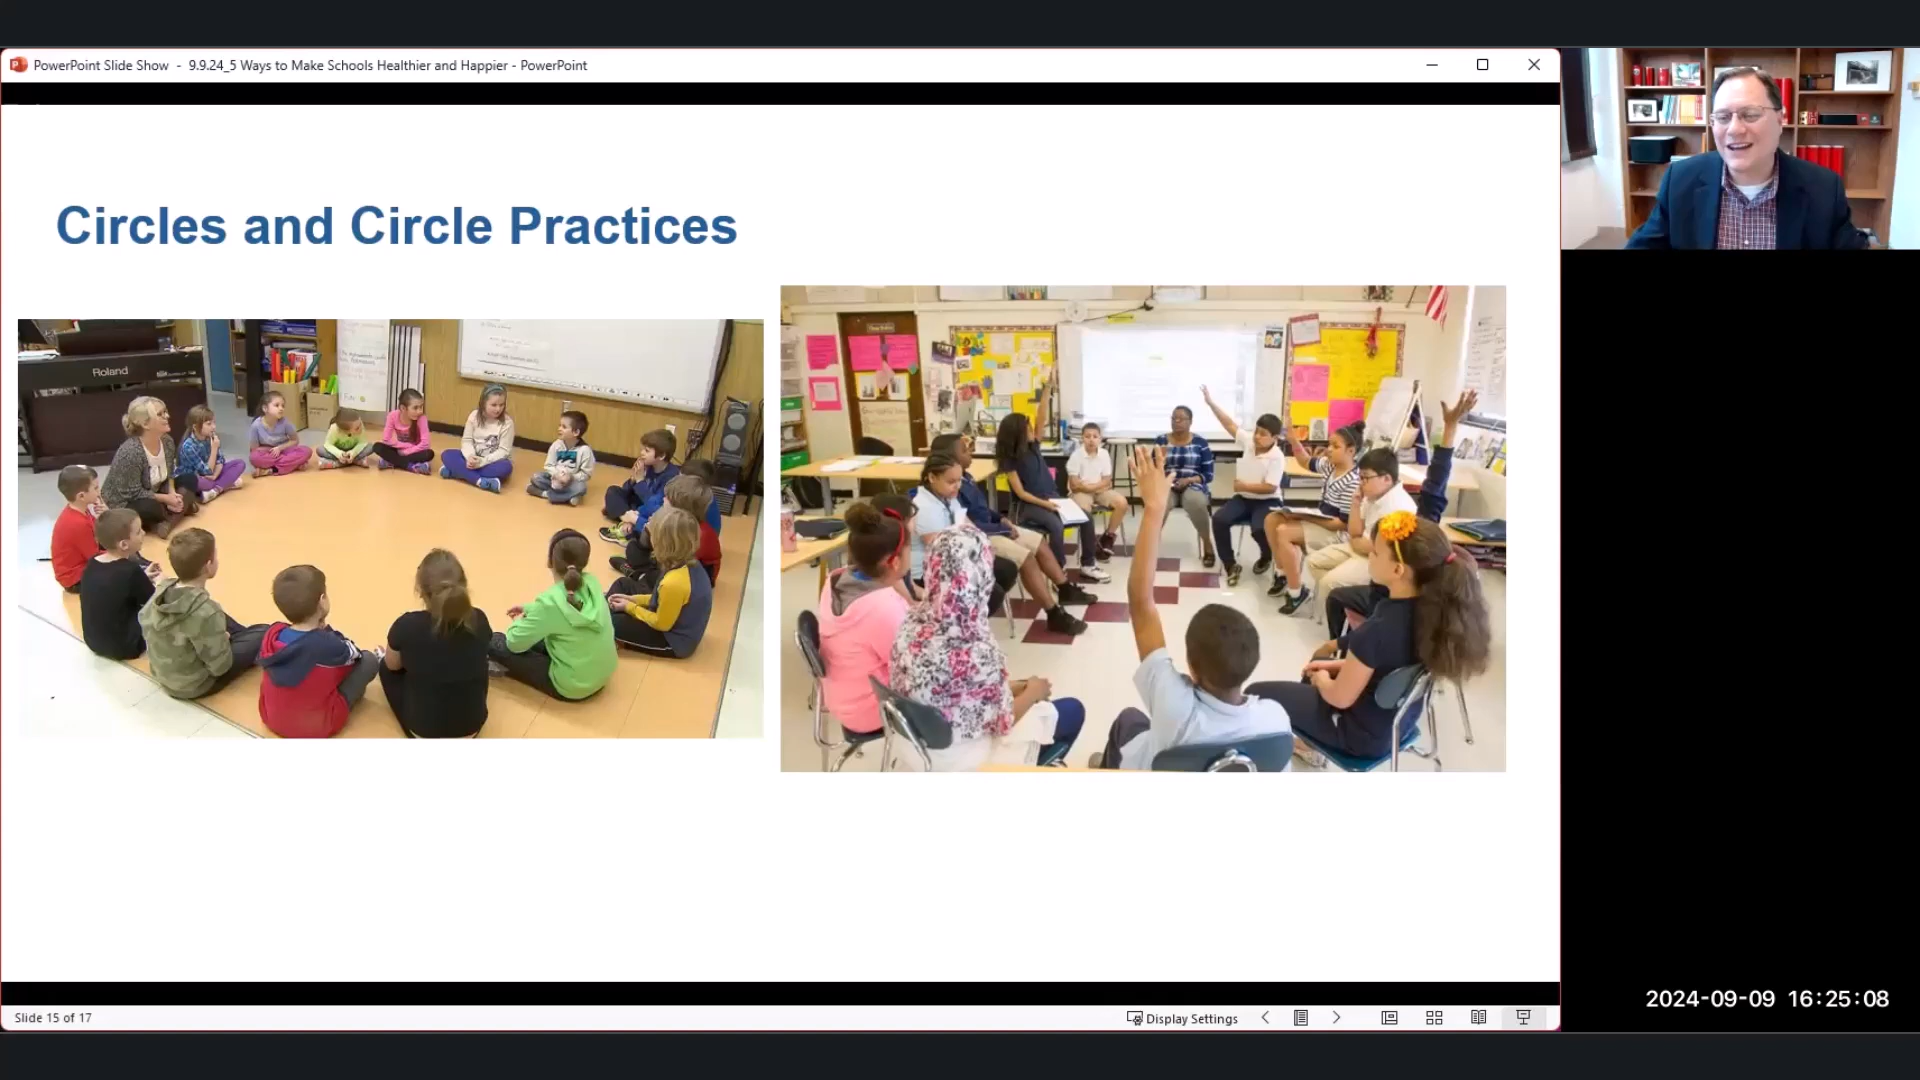 PowerPoint Slide Show - 9.9.24_5 Ways to Make Schools Healthier and Happier - PowerPoint
Circles and Circle Practices
Roland
Slide 15 of 17
Display Settings
2024-09-09 16:25:08